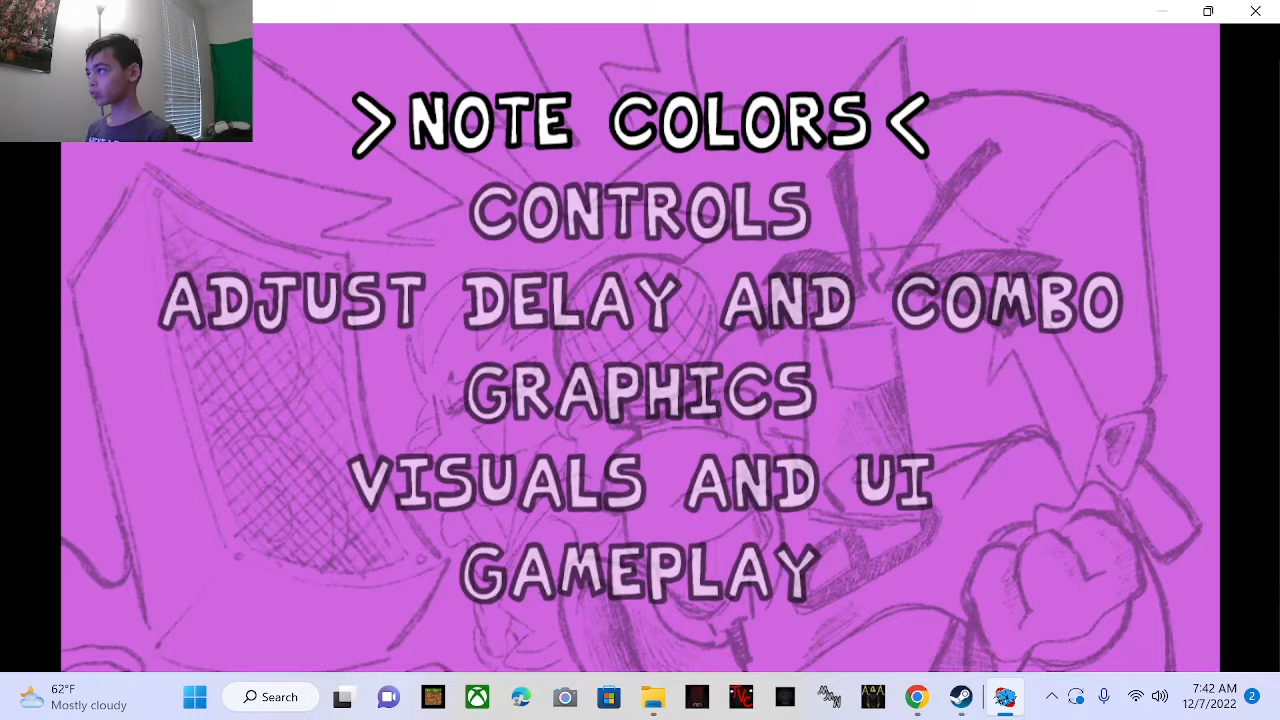 >NOTE COLORS<
CONTROLS
ADJUST DELAY AND COMBO
GRAPHICS
VISUALS AND UI
GAMEPLAY
62°F
Mostly cloudy
Search
TVC
7:42 AM
12/7/2022
2